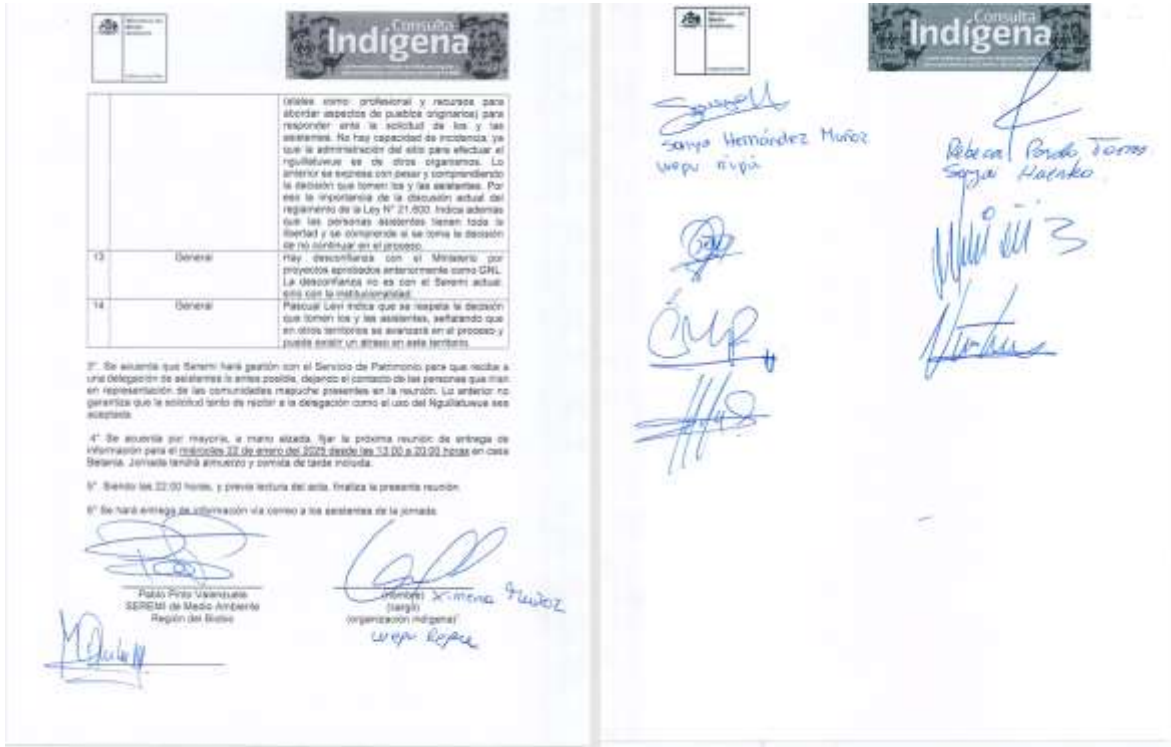 Ministerio del
Medio
Ambiente
Consulta
Indígena
(tales como profesional y recursos para
abordar aspectos de pueblos originarios) para
responder ante la solicitud de los y las
asistentes. No hay capacidad de incidencia, ya
que la administración del sitio para efectuar el
nguillatuwue es de otros organismos. Lo
anterior se expresa con pesar y comprendiendo
la decisión que tomen los y las asistentes. Por
eso la importancia de la discusión actual del
reglamento de la Ley N° 21.600. Indica además
que las personas asistentes tienen toda la
libertad y se comprende si se toma la decisión
de no continuar en el proceso.
13 General Hay desconfianza con el Ministerio por
proyectos aprobados anteriormente como GNL.
La desconfianza no es con el Seremi actual,
sino con la institucionalidad.
14 General Pascual Levi indica que se respeta la decisión
que tomen los y las asistentes, señalando que
en otros territorios se avanzará en el proceso y
puede existir un atraso en este territorio.
3° Se acuerda que Seremi hará gestión con el Servicio de Patrimonio para que reciba a
una delegación de asistentes lo antes posible, dejando el contacto de las personas que irían
en representación de las comunidades mapuche presentes en la reunión. Lo anterior no
garantiza que la solicitud tanto de recibir a la delegación como el uso del Nguillatuwue sea
aceptada.
4° Se acuerda por mayoría, a mano alzada, fijar la próxima reunión de entrega de
información para el miércoles 22 de enero del 2025 desde las 13:00 a 20:00 horas en casa
Betania. Jornada tendrá almuerzo y comida de tarde incluida.
5° Siendo las 22:00 horas, y previa lectura del acta, finaliza la presente reunión.
6° Se hará entrega de información vía correo a los asistentes de la jornada.
Pablo Pinto Valenzuela
SEREMI de Medio Ambiente
Región del Biobío
(nombre) Ximena Muñoz
(cargo)
(organización indígena)
wepu Repu
Ministerio del
Medio
Ambiente
Consulta
Indígena
Sonya Hernández Muñoz
wepu
Rebeca Pardo Torres